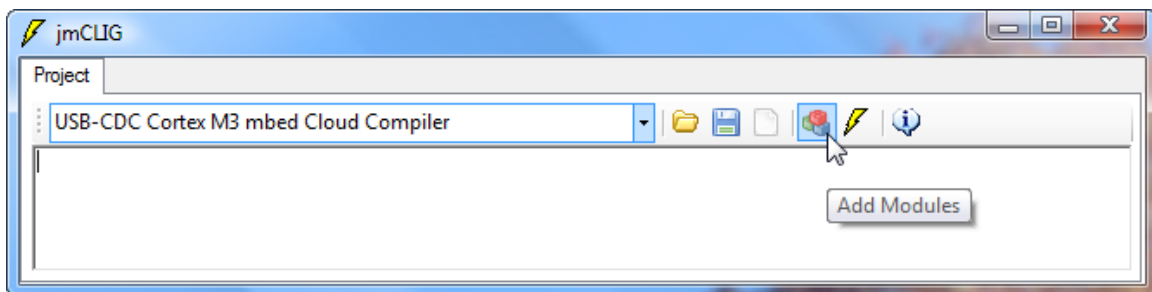 jmCLIG
Project
USB-CDC Cortex M3 mbed Cloud Compiler
Add Modules